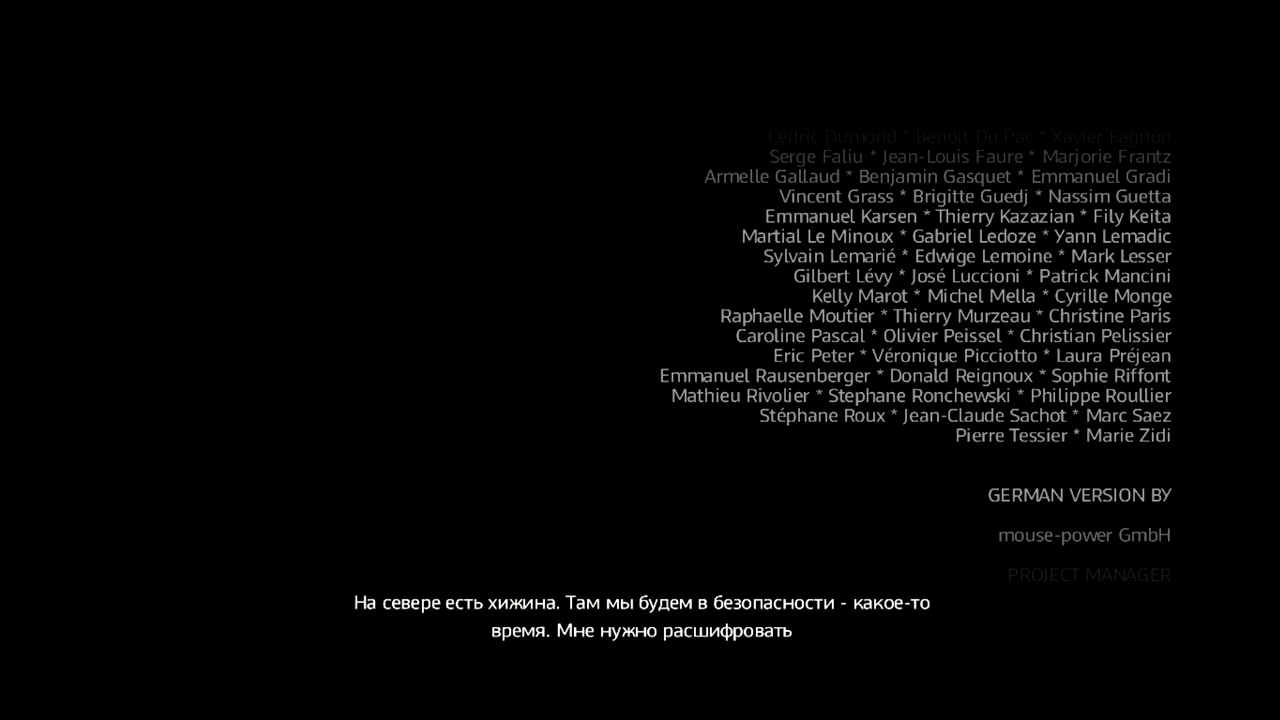 Cedric Dumond * Benoit Du Pac * Xavier Fagnon
Serge Faliu * Jean-Louis Faure * Marjorie Frantz
Armelle Gallaud * Benjamin Gasquet * Emmanuel Gradi
Vincent Grass * Brigitte Guedj * Nassim Guetta
Emmanuel Karsen * Thierry Kazazian * Fily Keita
Martial Le Minoux * Gabriel Ledoze * Yann Lemadic
Sylvain Lemarié * Edwige Lemoine * Mark Lesser
Gilbert Lévy * José Luccioni * Patrick Mancini
Kelly Marot * Michel Mella * Cyrille Monge
Raphaelle Moutier * Thierry Murzeau * Christine Paris
Caroline Pascal * Olivier Peissel * Christian Pelissier
Eric Peter * Véronique Picciotto * Laura Préjean
Emmanuel Rausenberger * Donald Reignoux * Sophie Riffont
Mathieu Rivolier * Stephane Ronchewski * Philippe Roullier
Stéphane Roux * Jean-Claude Sachot * Marc Saez
Pierre Tessier * Marie Zidi
GERMAN VERSION BY
mouse-power GmbH
PROJECT MANAGER
На севере есть хижина. Там мы будем в безопасности - какое-то
время. Мне нужно расшифровать